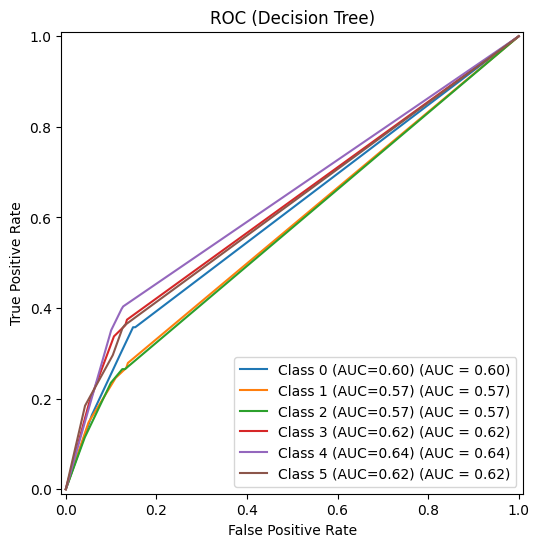 ROC (Decision Tree)
1.0
0.8
0.6
0.4
0.2
0.0
True Positive Rate
Class 0 (AUC=0.60) (AUC = 0.60)
Class 1 (AUC=0.57) (AUC = 0.57)
Class 2 (AUC=0.57) (AUC = 0.57)
Class 3 (AUC=0.62) (AUC = 0.62)
Class 4 (AUC=0.64) (AUC = 0.64)
Class 5 (AUC=0.62) (AUC = 0.62)
0.0 0.2 0.4 0.6 0.8 1.0
False Positive Rate